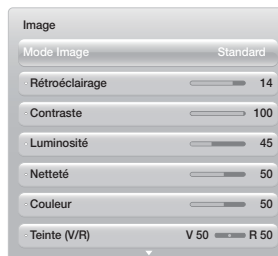 Image
Mode Image Standard
· Rétroéclairage 14
· Contraste 100
· Luminosité 45
· Netteté 50
· Couleur 50
· Teinte (V/R) V 50 R 50